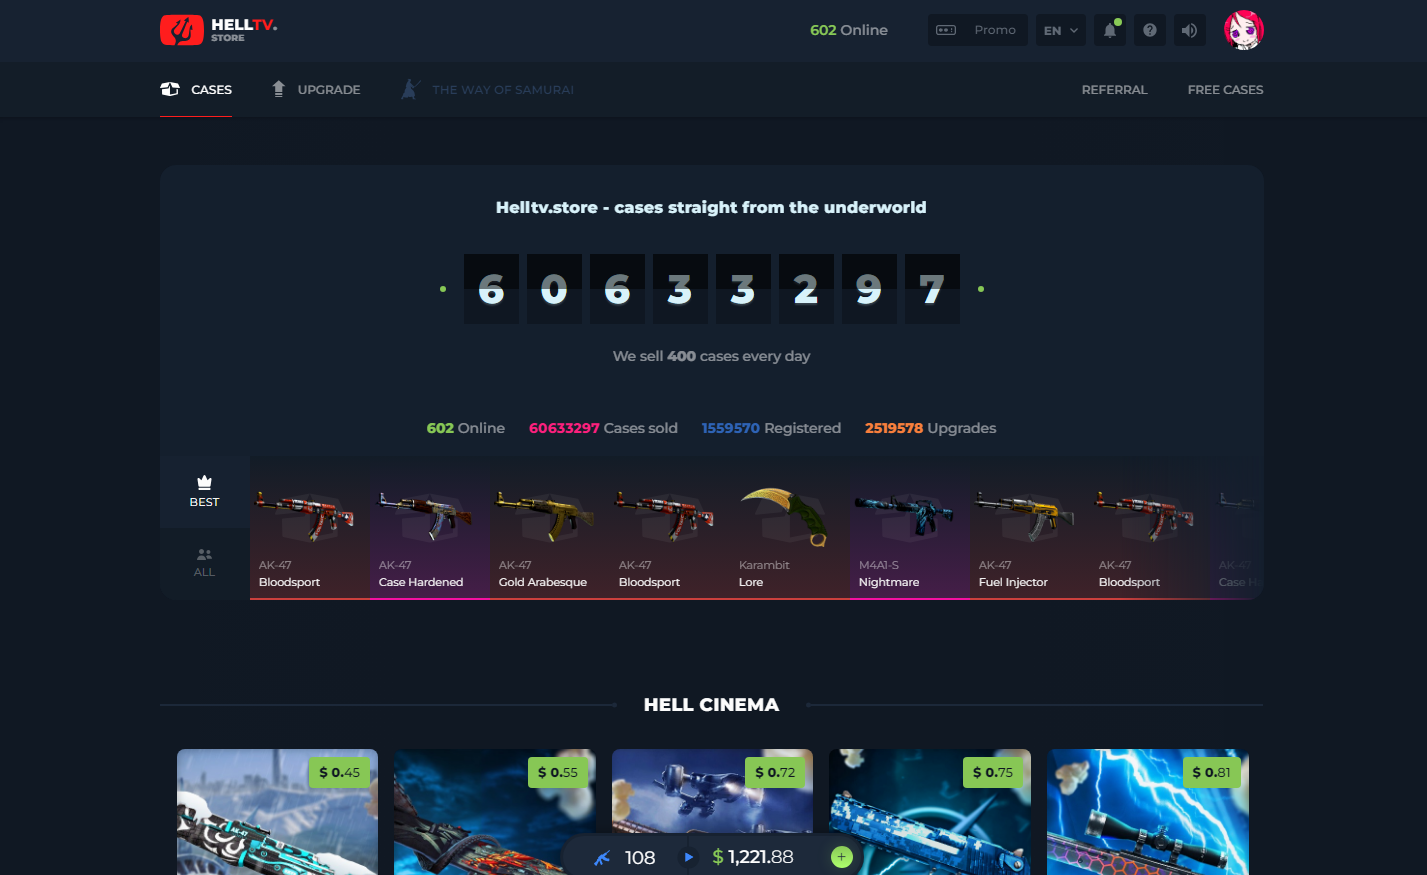 HELLTV.
STORE
602 Online
Promo
EN
CASES
UPGRADE
THE WAY OF SAMURAI
REFERRAL
FREE CASES
Helltv.store - cases straight from the underworld
6 0 6 3 3 2 9 7
We sell 400 cases every day
602 Online
60633297 Cases sold
1559570 Registered
2519578 Upgrades
BEST
ALL
AK-47
Bloodsport
AK-47
Case Hardened
AK-47
Gold Arabesque
AK-47
Bloodsport
Karambit
Lore
M4A1-S
Nightmare
AK-47
Fuel Injector
AK-47
Bloodsport
AK-47
Case H
HELL CINEMA
$ 0.45
$ 0.55
$ 0.72
$ 0.75
$ 0.81
AK-47
108
$ 1,221.88